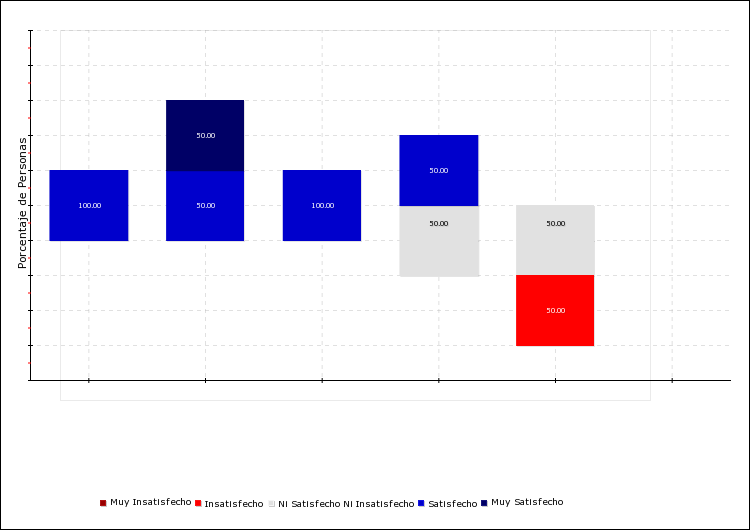 Porcentaje de Personas
50.00
100.00
50.00
100.00
50.00
50.00
50.00
50.00
Muy Insatisfecho
Insatisfecho
Ni Satisfecho Ni Insatisfecho
Satisfecho
Muy Satisfecho